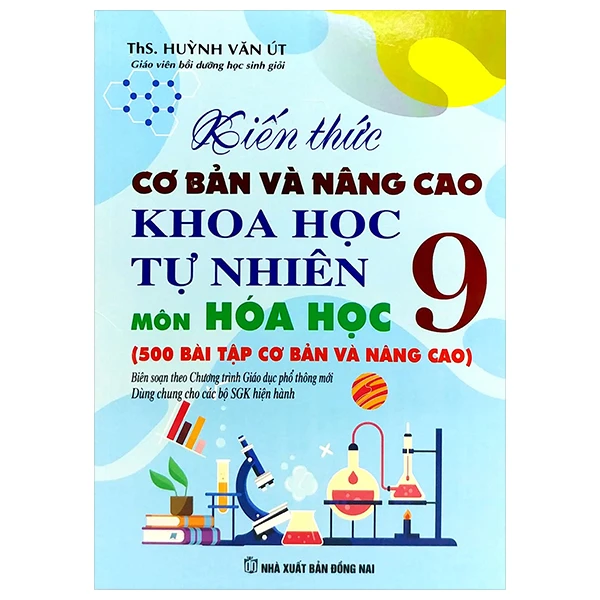 ThS. HUỲNH VĂN ÚT
Giáo viên bồi dưỡng học sinh giỏi
Kiến thức
CƠ BẢN VÀ NÂNG CAO
KHOA HỌC
TỰ NHIÊN
MÔN HÓA HỌC 9
(500 BÀI TẬP CƠ BẢN VÀ NÂNG CAO)
Biên soạn theo Chương trình Giáo dục phổ thông mới
Dùng chung cho các bộ SGK hiện hành
NHÀ XUẤT BẢN ĐỒNG NAI